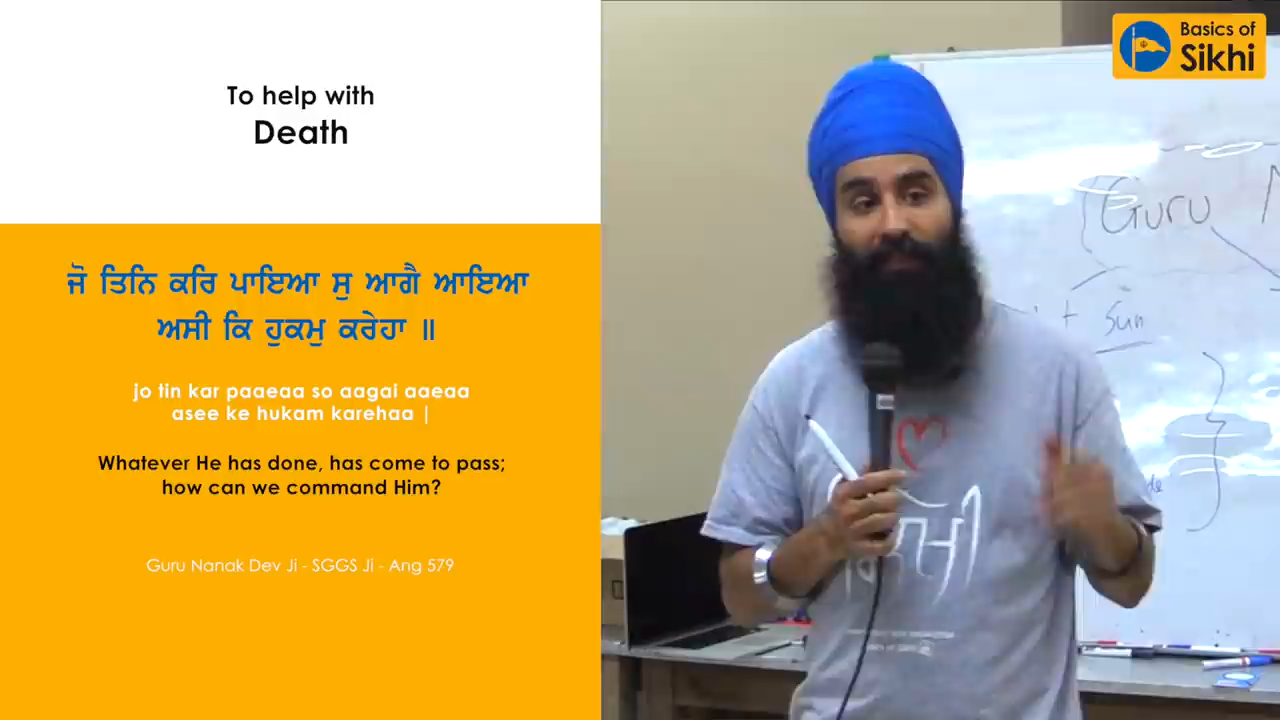 To help with
Death
ਜੋ ਤਿਨਿ ਕਰਿ ਪਾਇਆ ਸੁ ਆਗੈ ਆਇਆ
ਅਸੀ ਕਿ ਹੁਕਮੁ ਕਰੇਹਾ ॥
jo tin kar paaeaa so aagai aaeaa
asee ke hukam karehaa |
Whatever He has done, has come to pass;
how can we command Him?
Guru Nanak Dev Ji - SGGS Ji - Ang 579
Basics of
Sikhi
Guru N
sun